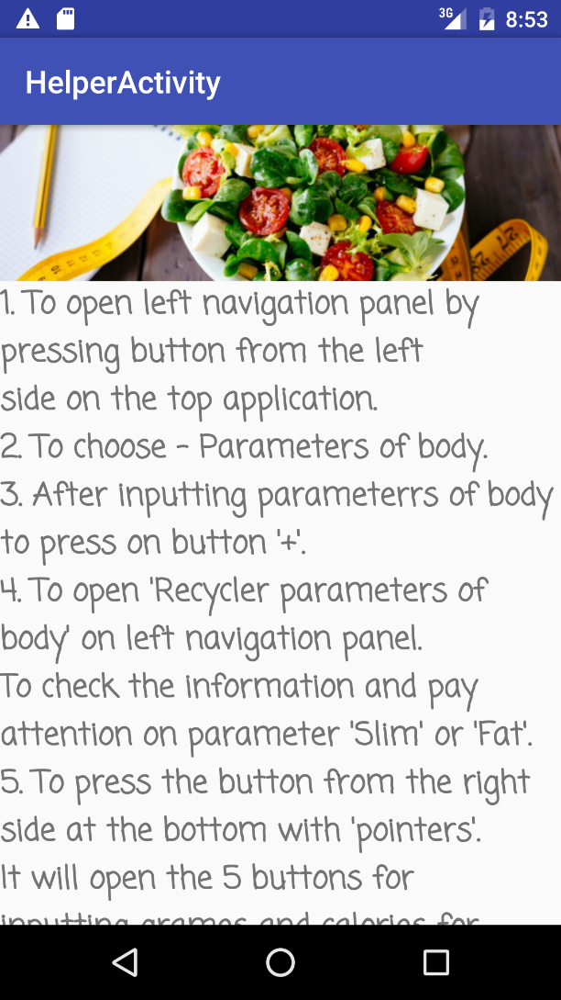 3G 8:53
HelperActivity
1. To open left navigation panel by
pressing button from the left
side on the top application.
2. To choose - Parameters of body.
3. After inputting parameterrs of body
to press on button '+'.
4. To open 'Recycler parameters of
body' on left navigation panel.
To check the information and pay
attention on parameter 'Slim' or 'Fat'.
5. To press the button from the right
side at the bottom with 'pointers'.
It will open the 5 buttons for
inputting grames and calories for